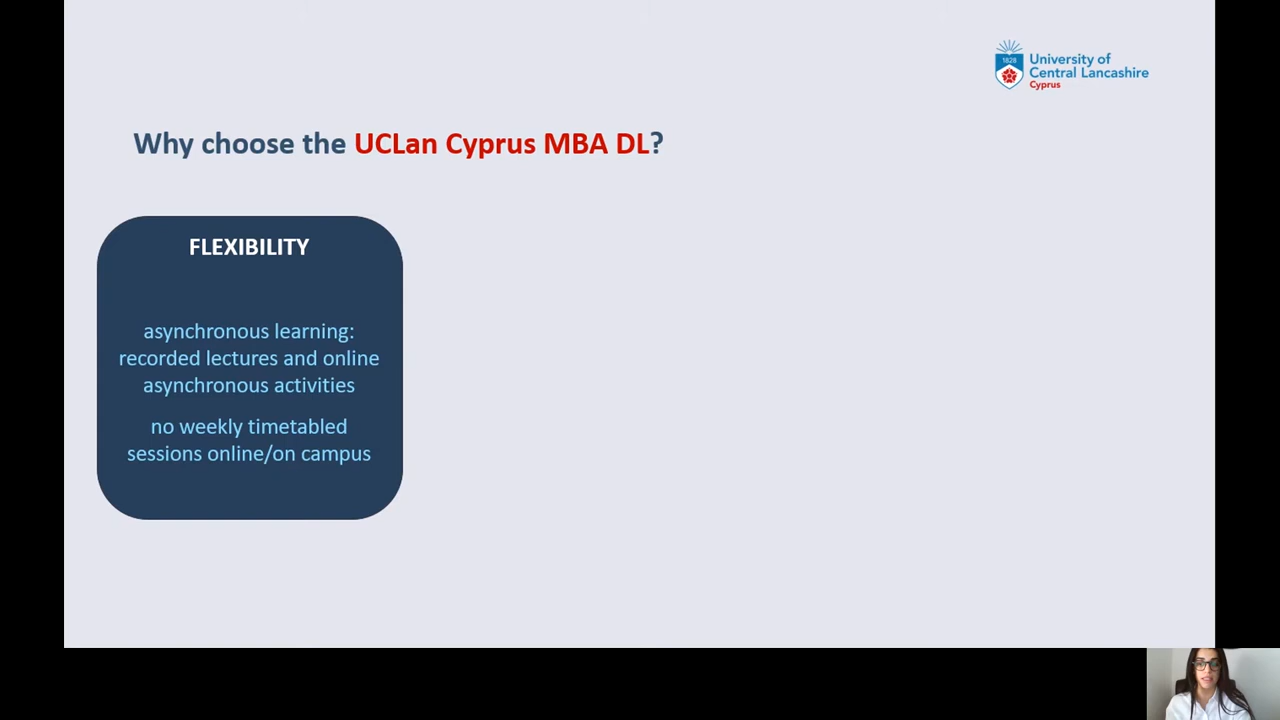 1828
University of
Central Lancashire
Cyprus
Why choose the UCLan Cyprus MBA DL?
FLEXIBILITY
asynchronous learning:
recorded lectures and online
asynchronous activities
no weekly timetabled
sessions online/on campus